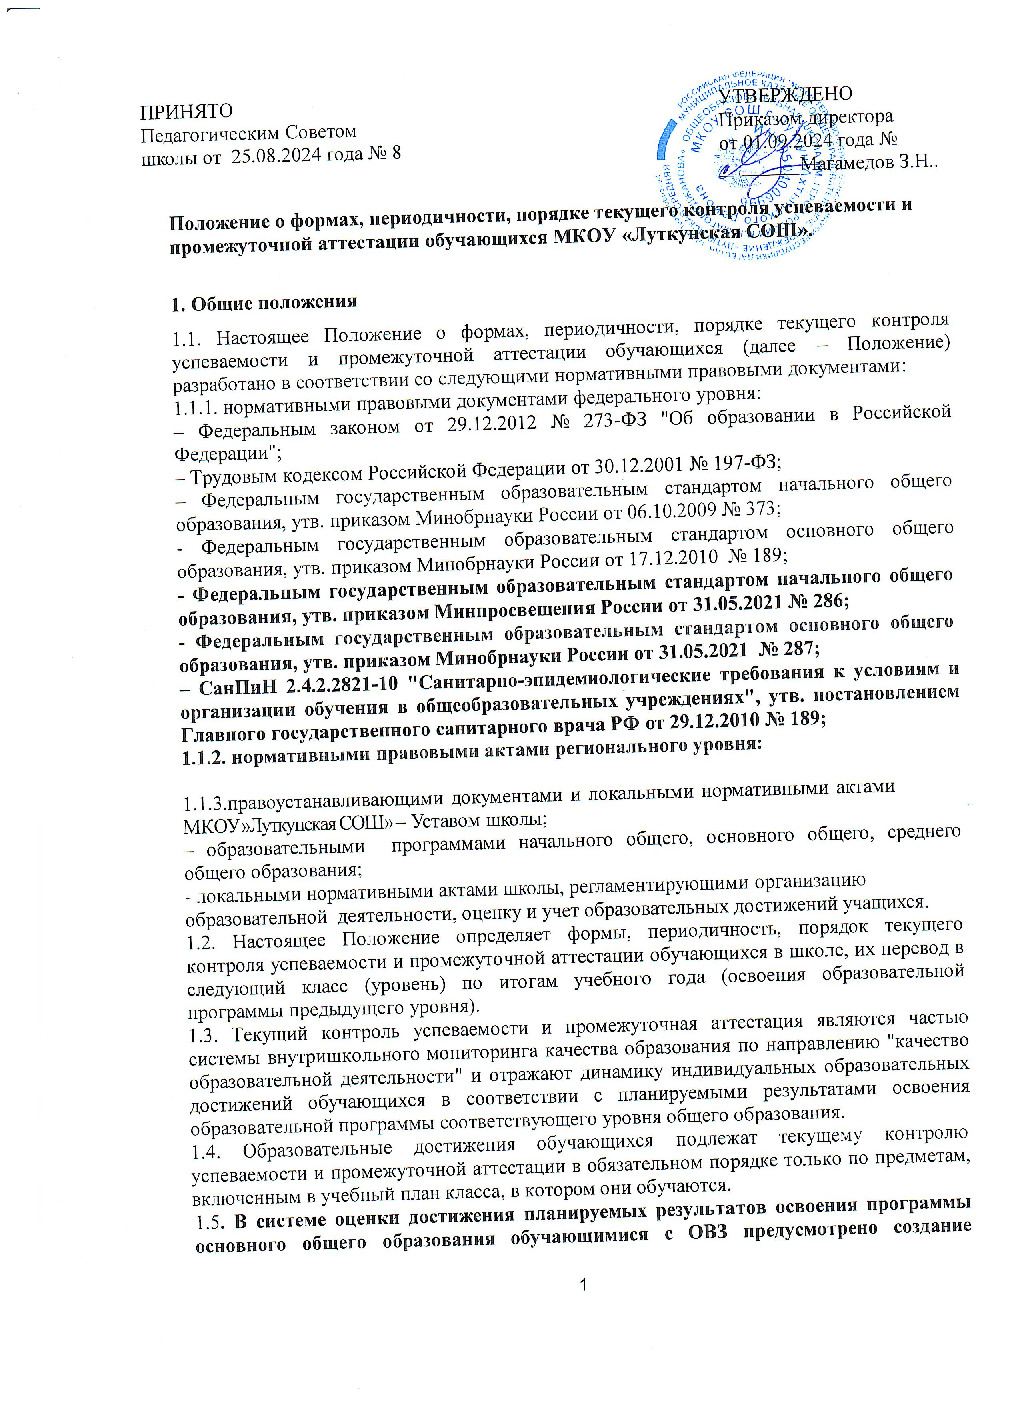 ПРИНЯТО
Педагогическим Советом
школы от 25.08.2024 года № 8
УТВЕРЖДЕНО
Приказом директора
от 01.09.2024 года №
Магамедов З.Н..
МКОУ СОШ
Положение о формах, периодичности, порядке текущего контроля успеваемости и
промежуточной аттестации обучающихся МКОУ «Луткунская СОШ».
1. Общие положения
1.1. Настоящее Положение о формах, периодичности, порядке текущего контроля
успеваемости и промежуточной аттестации обучающихся (далее – Положение)
разработано в соответствии со следующими нормативными правовыми документами:
1.1.1. нормативными правовыми документами федерального уровня:
– Федеральным законом от 29.12.2012 № 273-ФЗ "Об образовании в Российской
Федерации";
– Трудовым кодексом Российской Федерации от 30.12.2001 № 197-ФЗ;
– Федеральным государственным образовательным стандартом начального общего
образования, утв. приказом Минобрнауки России от 06.10.2009 № 373;
- Федеральным государственным образовательным стандартом основного общего
образования, утв. приказом Минобрнауки России от 17.12.2010 № 189;
- Федеральным государственным образовательным стандартом начального общего
образования, утв. приказом Минпросвещения России от 31.05.2021 № 286;
- Федеральным государственным образовательным стандартом основного общего
образования, утв. приказом Минобрнауки России от 31.05.2021 № 287;
– СанПиН 2.4.2.2821-10 "Санитарно-эпидемиологические требования к условиям и
организации обучения в общеобразовательных учреждениях", утв. постановлением
Главного государственного санитарного врача РФ от 29.12.2010 № 189;
1.1.2. нормативными правовыми актами регионального уровня:
1.1.3.правоустанавливающими документами и локальными нормативными актами
МКОУ»Луткунская СОШ» – Уставом школы;
– образовательными программами начального общего, основного общего, среднего
общего образования;
- локальными нормативными актами школы, регламентирующими организацию
образовательной деятельности, оценку и учет образовательных достижений учащихся.
1.2. Настоящее Положение определяет формы, периодичность, порядок текущего
контроля успеваемости и промежуточной аттестации обучающихся в школе, их перевод в
следующий класс (уровень) по итогам учебного года (освоения образовательной
программы предыдущего уровня).
1.3. Текущий контроль успеваемости и промежуточная аттестация являются частью
системы внутришкольного мониторинга качества образования по направлению "качество
образовательной деятельности" и отражают динамику индивидуальных образовательных
достижений обучающихся в соответствии с планируемыми результатами освоения
образовательной программы соответствующего уровня общего образования.
1.4. Образовательные достижения обучающихся подлежат текущему контролю
успеваемости и промежуточной аттестации в обязательном порядке только по предметам,
включенным в учебный план класса, в котором они обучаются.
1.5. В системе оценки достижения планируемых результатов освоения программы
основного общего образования обучающимися с ОВЗ предусмотрено создание
1